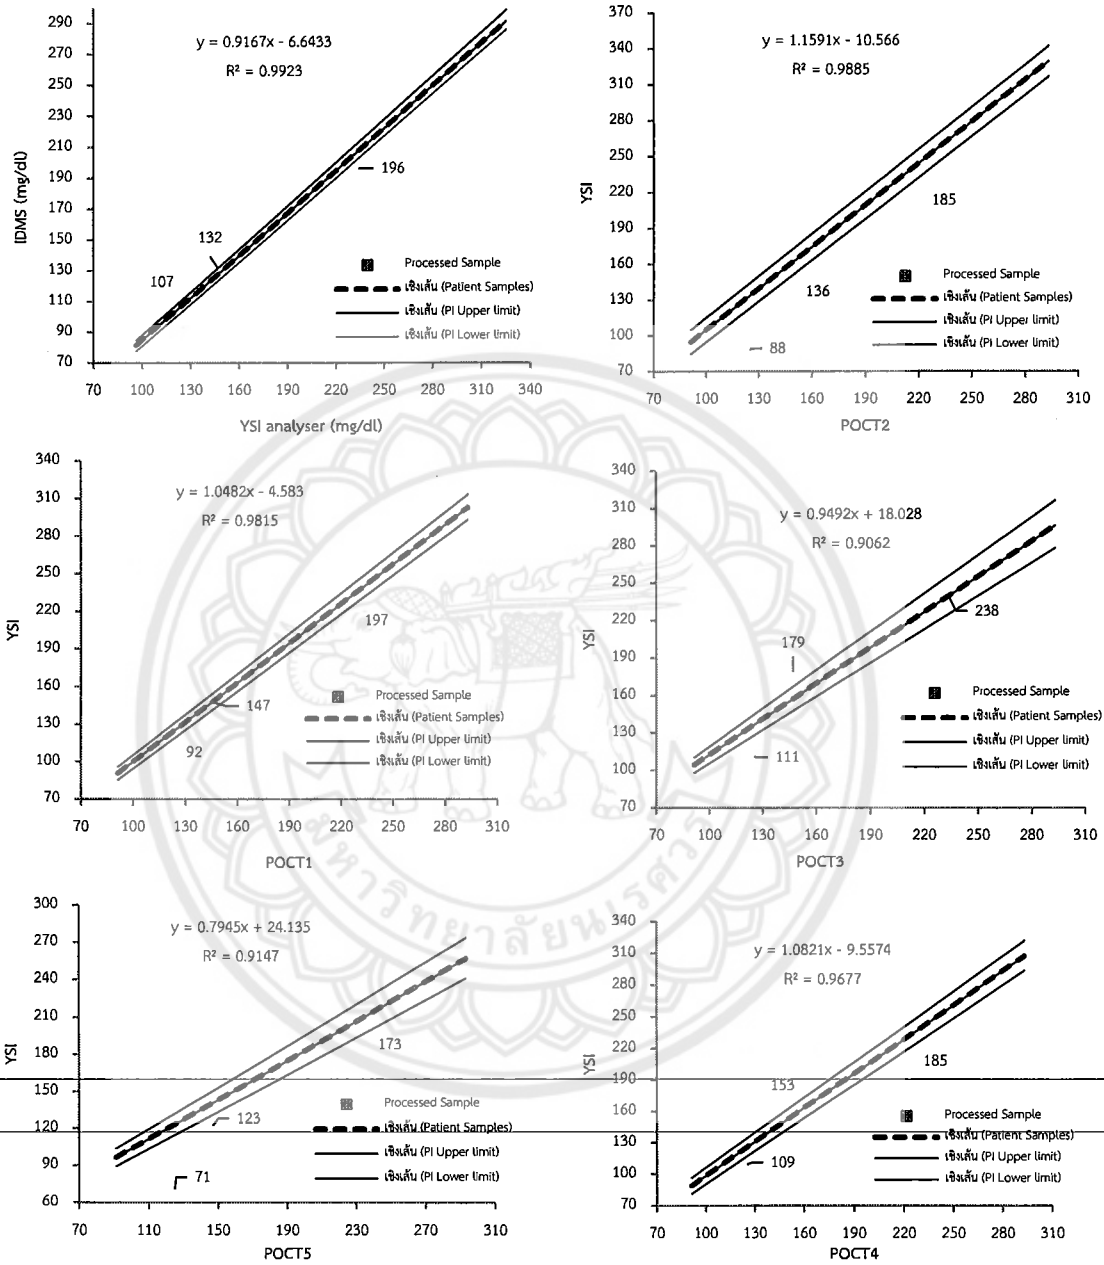 290
270
250
230
210
190
170
150
130
110
90
70
IDMS (mg/dl)
y = 0.9167x - 6.6433
R² = 0.9923
196
132
107
Processed Sample
เชิงเส้น (Patient Samples)
เชิงเส้น (PI Upper limit)
เชิงเส้น (PI Lower limit)
70 100 130 160 190 220 250 280 310 340
YSI analyser (mg/dl)
370
340
310
280
250
220
190
160
130
100
70
YSI
y = 1.1591x - 10.566
R² = 0.9885
185
136
88
Processed Sample
เชิงเส้น (Patient Samples)
เชิงเส้น (PI Upper limit)
เชิงเส้น (PI Lower limit)
70 100 130 160 190 220 250 280 310
POCT2
340
310
280
250
220
190
160
130
100
70
YSI
y = 1.0482x - 4.583
R² = 0.9815
197
147
92
Processed Sample
เชิงเส้น (Patient Samples)
เชิงเส้น (PI Upper limit)
เชิงเส้น (PI Lower limit)
70 100 130 160 190 220 250 280 310
POCT1
340
310
280
250
220
190
160
130
100
70
YSI
y = 0.9492x + 18.028
R² = 0.9062
238
179
111
Processed Sample
เชิงเส้น (Patient Samples)
เชิงเส้น (PI Upper limit)
เชิงเส้น (PI Lower limit)
70 100 130 160 190 220 250 280 310
POCT3
300
270
240
210
180
150
120
90
60
YSI
y = 0.7945x + 24.135
R² = 0.9147
173
123
71
Processed Sample
เชิงเส้น (Patient Samples)
เชิงเส้น (PI Upper limit)
เชิงเส้น (PI Lower limit)
70 110 150 190 230 270 310
POCT5
340
310
280
250
220
190
160
130
100
70
YSI
y = 1.0821x - 9.5574
R² = 0.9677
185
153
109
Processed Sample
เชิงเส้น (Patient Samples)
เชิงเส้น (PI Upper limit)
เชิงเส้น (PI Lower limit)
70 100 130 160 190 220 250 280 310
POCT4
มหาวิทยาลัยนเรศวร